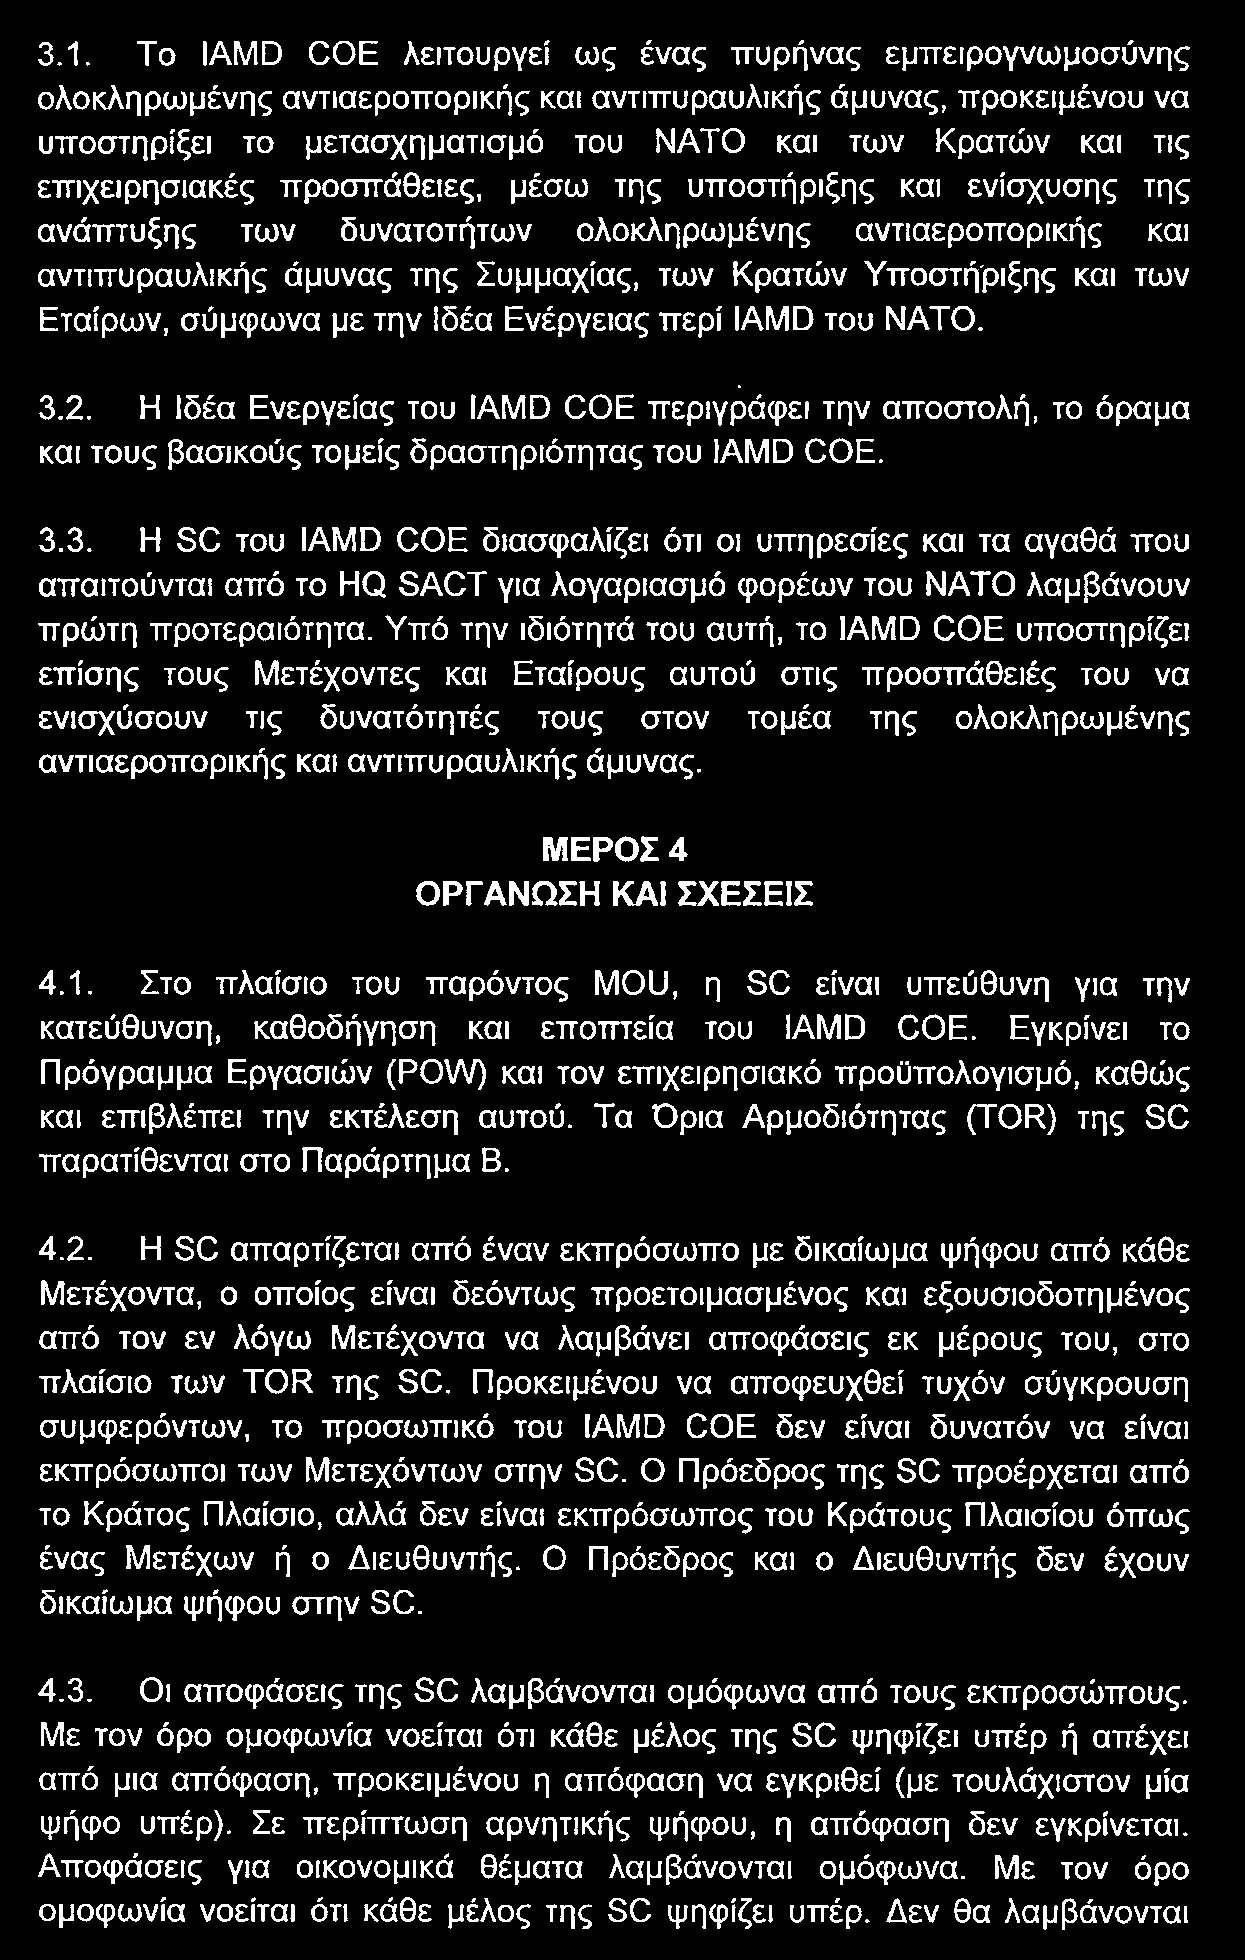 3.1. Το IAMD COE λειτουργεί ως ένας πυρήνας εμπειρογνωμοσύνης
ολοκληρωμένης αντιαεροπορικής και αντιπυραυλικής άμυνας, προκειμένου να
υποστηρίξει το μετασχηματισμό του ΝΑΤΟ και των Κρατών και τις
επιχειρησιακές προσπάθειες, μέσω της υποστήριξης και ενίσχυσης της
ανάπτυξης των δυνατοτήτων ολοκληρωμένης αντιαεροπορικής και
αντιπυραυλικής άμυνας της Συμμαχίας, των Κρατών Υποστήριξης και των
Εταίρων, σύμφωνα με την Ιδέα Ενέργειας περί IAMD του ΝΑΤΟ.
3.2. Η Ιδέα Ενεργείας του IAMD COE περιγράφει την αποστολή, το όραμα
και τους βασικούς τομείς δραστηριότητας του IAMD COE.
3.3. Η SC του IAMD COE διασφαλίζει ότι οι υπηρεσίες και τα αγαθά που
απαιτούνται από το HQ SACT για λογαριασμό φορέων του ΝΑΤΟ λαμβάνουν
πρώτη προτεραιότητα. Υπό την ιδιότητά του αυτή, το IAMD COE υποστηρίζει
επίσης τους Μετέχοντες και Εταίρους αυτού στις προσπάθειές του να
ενισχύσουν τις δυνατότητές τους στον τομέα της ολοκληρωμένης
αντιαεροπορικής και αντιπυραυλικής άμυνας.
ΜΕΡΟΣ 4
ΟΡΓΑΝΩΣΗ ΚΑΙ ΣΧΕΣΕΙΣ
4.1. Στο πλαίσιο του παρόντος MOU, η SC είναι υπεύθυνη για την
κατεύθυνση, καθοδήγηση και εποπτεία του IAMD COE. Εγκρίνει το
Πρόγραμμα Εργασιών (POW) και τον επιχειρησιακό προϋπολογισμό, καθώς
και επιβλέπει την εκτέλεση αυτού. Τα Όρια Αρμοδιότητας (TOR) της SC
παρατίθενται στο Παράρτημα Β.
4.2. Η SC απαρτίζεται από έναν εκπρόσωπο με δικαίωμα ψήφου από κάθε
Μετέχοντα, ο οποίος είναι δεόντως προετοιμασμένος και εξουσιοδοτημένος
από τον εν λόγω Μετέχοντα να λαμβάνει αποφάσεις εκ μέρους του, στο
πλαίσιο των TOR της SC. Προκειμένου να αποφευχθεί τυχόν σύγκρουση
συμφερόντων, το προσωπικό του IAMD COE δεν είναι δυνατόν να είναι
εκπρόσωποι των Μετεχόντων στην SC. Ο Πρόεδρος της SC προέρχεται από
το Κράτος Πλαίσιο, αλλά δεν είναι εκπρόσωπος του Κράτους Πλαισίου όπως
ένας Μετέχων ή ο Διευθυντής. Ο Πρόεδρος και ο Διευθυντής δεν έχουν
δικαίωμα ψήφου στην SC.
4.3. Οι αποφάσεις της SC λαμβάνονται ομόφωνα από τους εκπροσώπους.
Με τον όρο ομοφωνία νοείται ότι κάθε μέλος της SC ψηφίζει υπέρ ή απέχει
από μια απόφαση, προκειμένου η απόφαση να εγκριθεί (με τουλάχιστον μία
ψήφο υπέρ). Σε περίπτωση αρνητικής ψήφου, η απόφαση δεν εγκρίνεται.
Αποφάσεις για οικονομικά θέματα λαμβάνονται ομόφωνα. Με τον όρο
ομοφωνία νοείται ότι κάθε μέλος της SC ψηφίζει υπέρ. Δεν θα λαμβάνονται